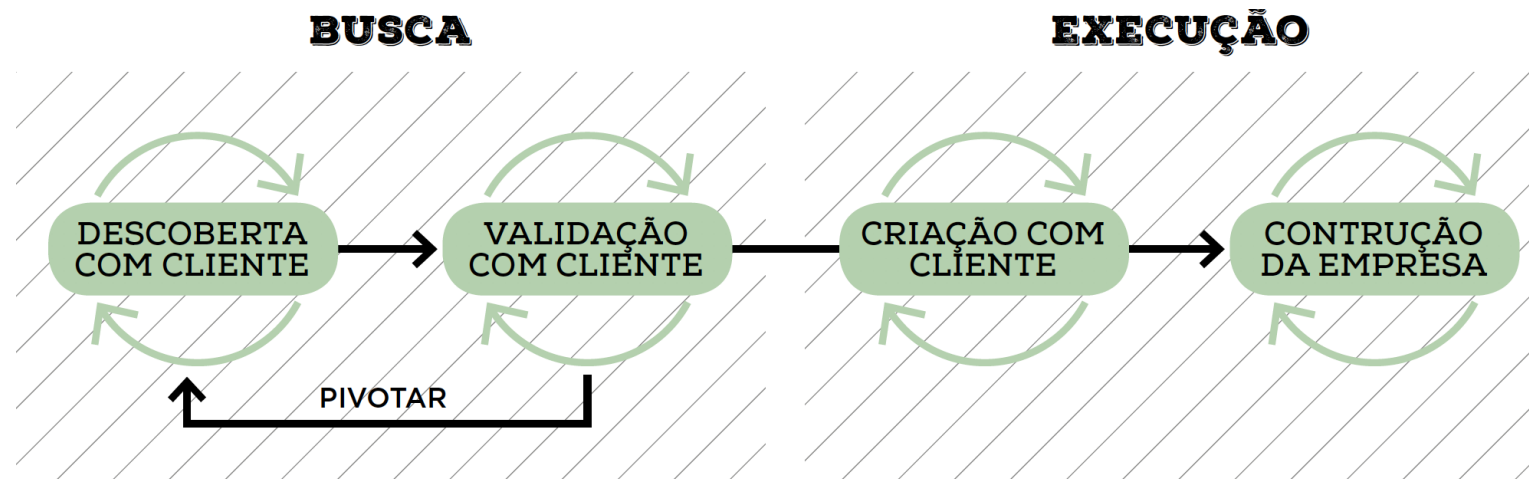 BUSCA
EXECUÇÃO
DESCOBERTA
COM CLIENTE
VALIDAÇÃO
COM CLIENTE
CRIAÇÃO COM
CLIENTE
CONTRUÇÃO
DA EMPRESA
PIVOTAR